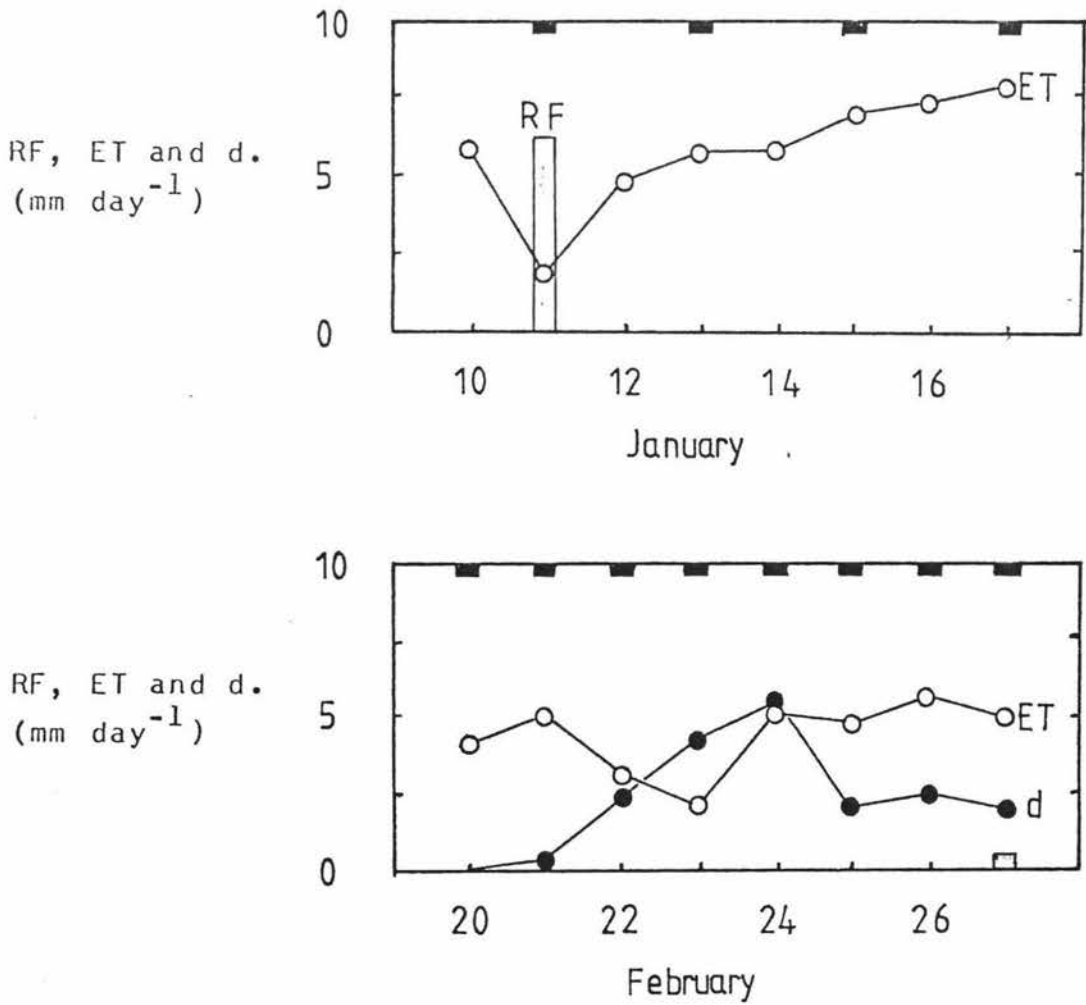 10
RF
ET
RF, ET and d.
(mm day-1)
5
0
10 12 14 16
January
10
RF, ET and d.
(mm day-1)
5
ET
d
0
20 22 24 26
February